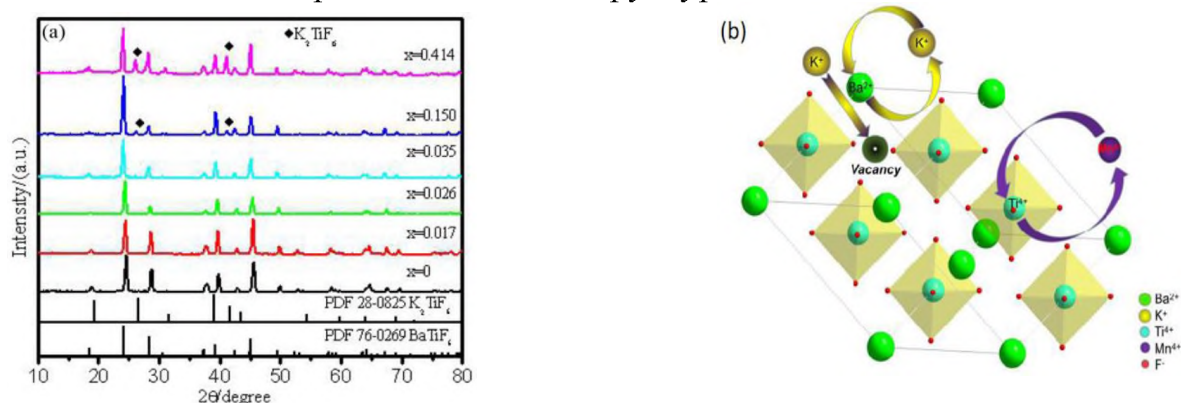 (a)
◆K₂TiF₆
x=0.414
x=0.150
x=0.035
x=0.026
x=0.017
x=0
PDF 28-0825 K₂TiF₆
PDF 76-0269 BaTiF₆
Intensity/(a.u.)
10 20 30 40 50 60 70 80
2θ/degree
(b)
K⁺
K⁺
Ba²⁺
Vacancy
Ti⁴⁺
Ba²⁺
K⁺
Ti⁴⁺
Mn⁴⁺
F⁻